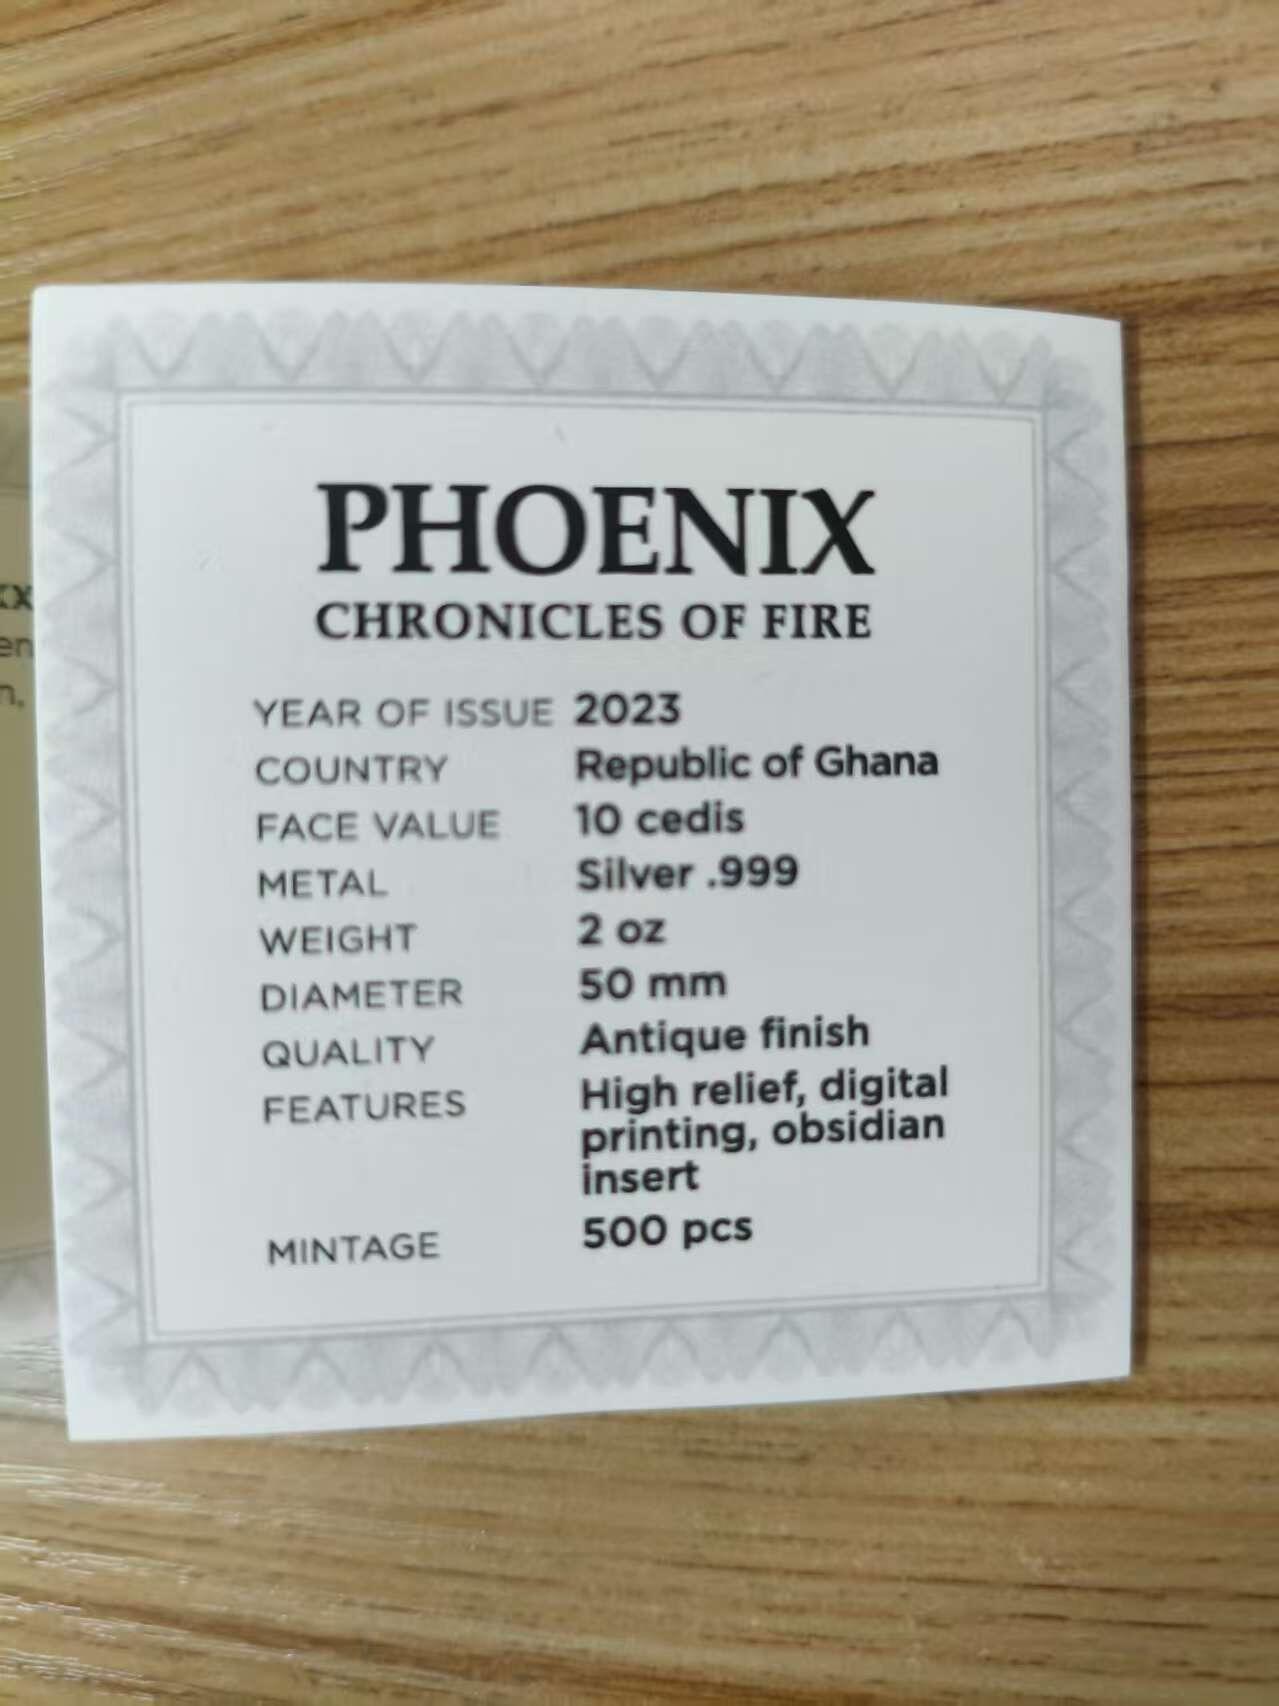 PHOENIX
CHRONICLES OF FIRE
YEAR OF ISSUE 2023
COUNTRY Republic of Ghana
FACE VALUE 10 cedis
METAL Silver .999
WEIGHT 2 oz
DIAMETER 50 mm
QUALITY Antique finish
FEATURES High relief, digital
printing, obsidian
insert
MINTAGE 500 pcs